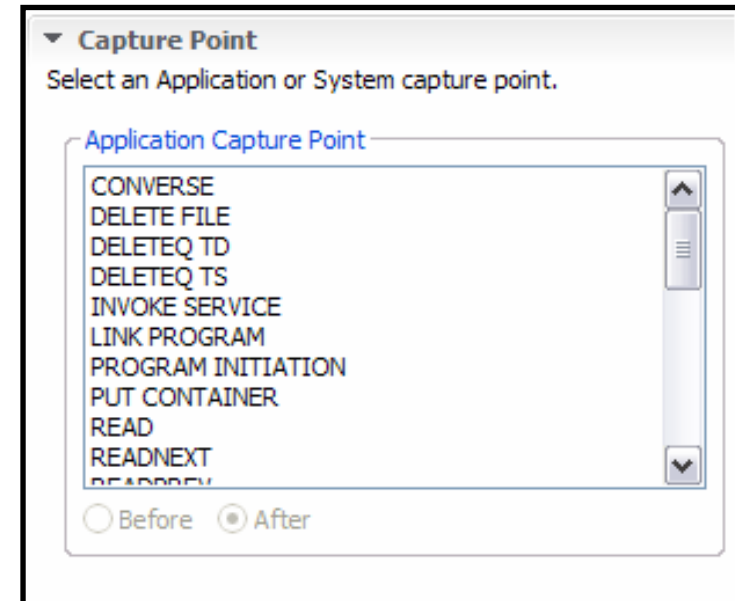 Capture Point
Select an Application or System capture point.
Application Capture Point
CONVERSE
DELETE FILE
DELETEQ TD
DELETEQ TS
INVOKE SERVICE
LINK PROGRAM
PROGRAM INITIATION
PUT CONTAINER
READ
READNEXT
Before After